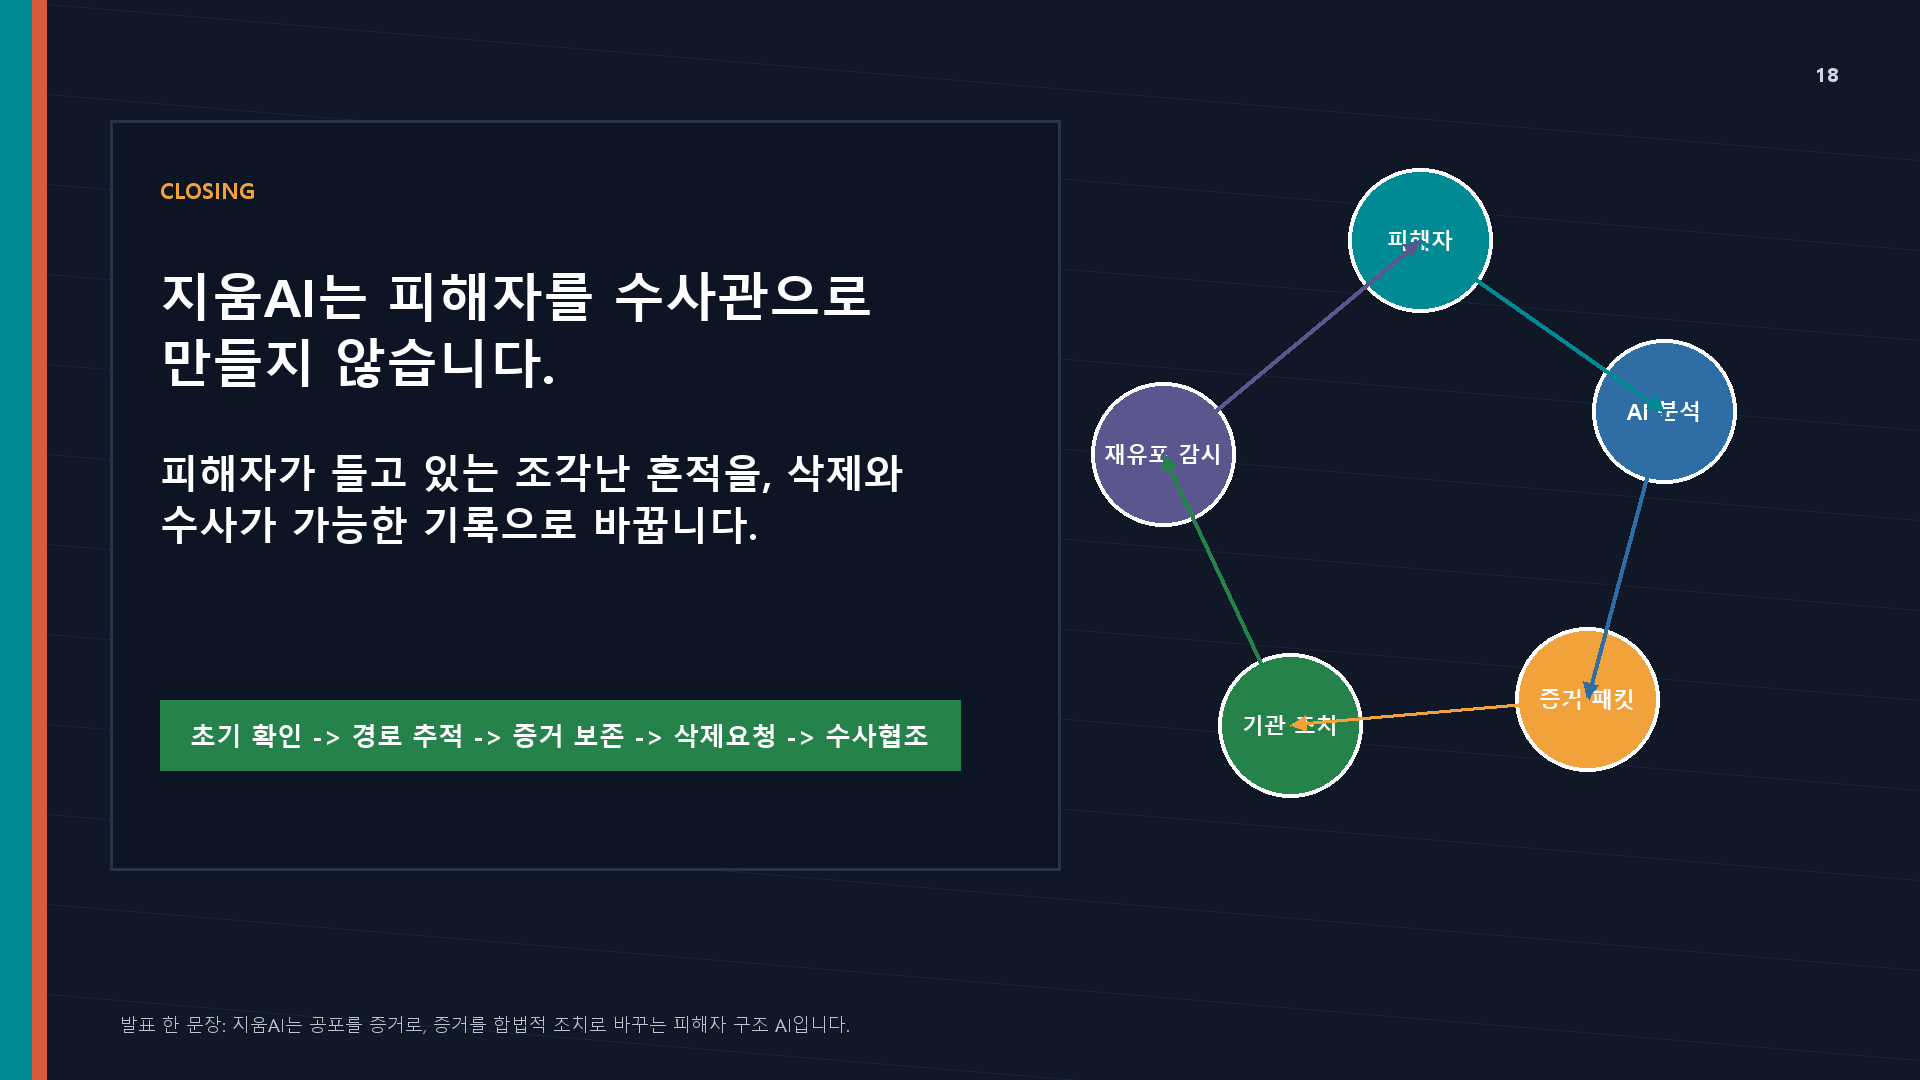 18
CLOSING
지움AI는 피해자를 수사관으로
만들지 않습니다.
피해자가 들고 있는 조각난 흔적을, 삭제와
수사가 가능한 기록으로 바꿉니다.
초기 확인 -> 경로 추적 -> 증거 보존 -> 삭제요청 -> 수사협조
피해자
AI 분석
재유포 감시
증거 패킷
기관 조치
발표 한 문장: 지움AI는 공포를 증거로, 증거를 합법적 조치로 바꾸는 피해자 구조 AI입니다.